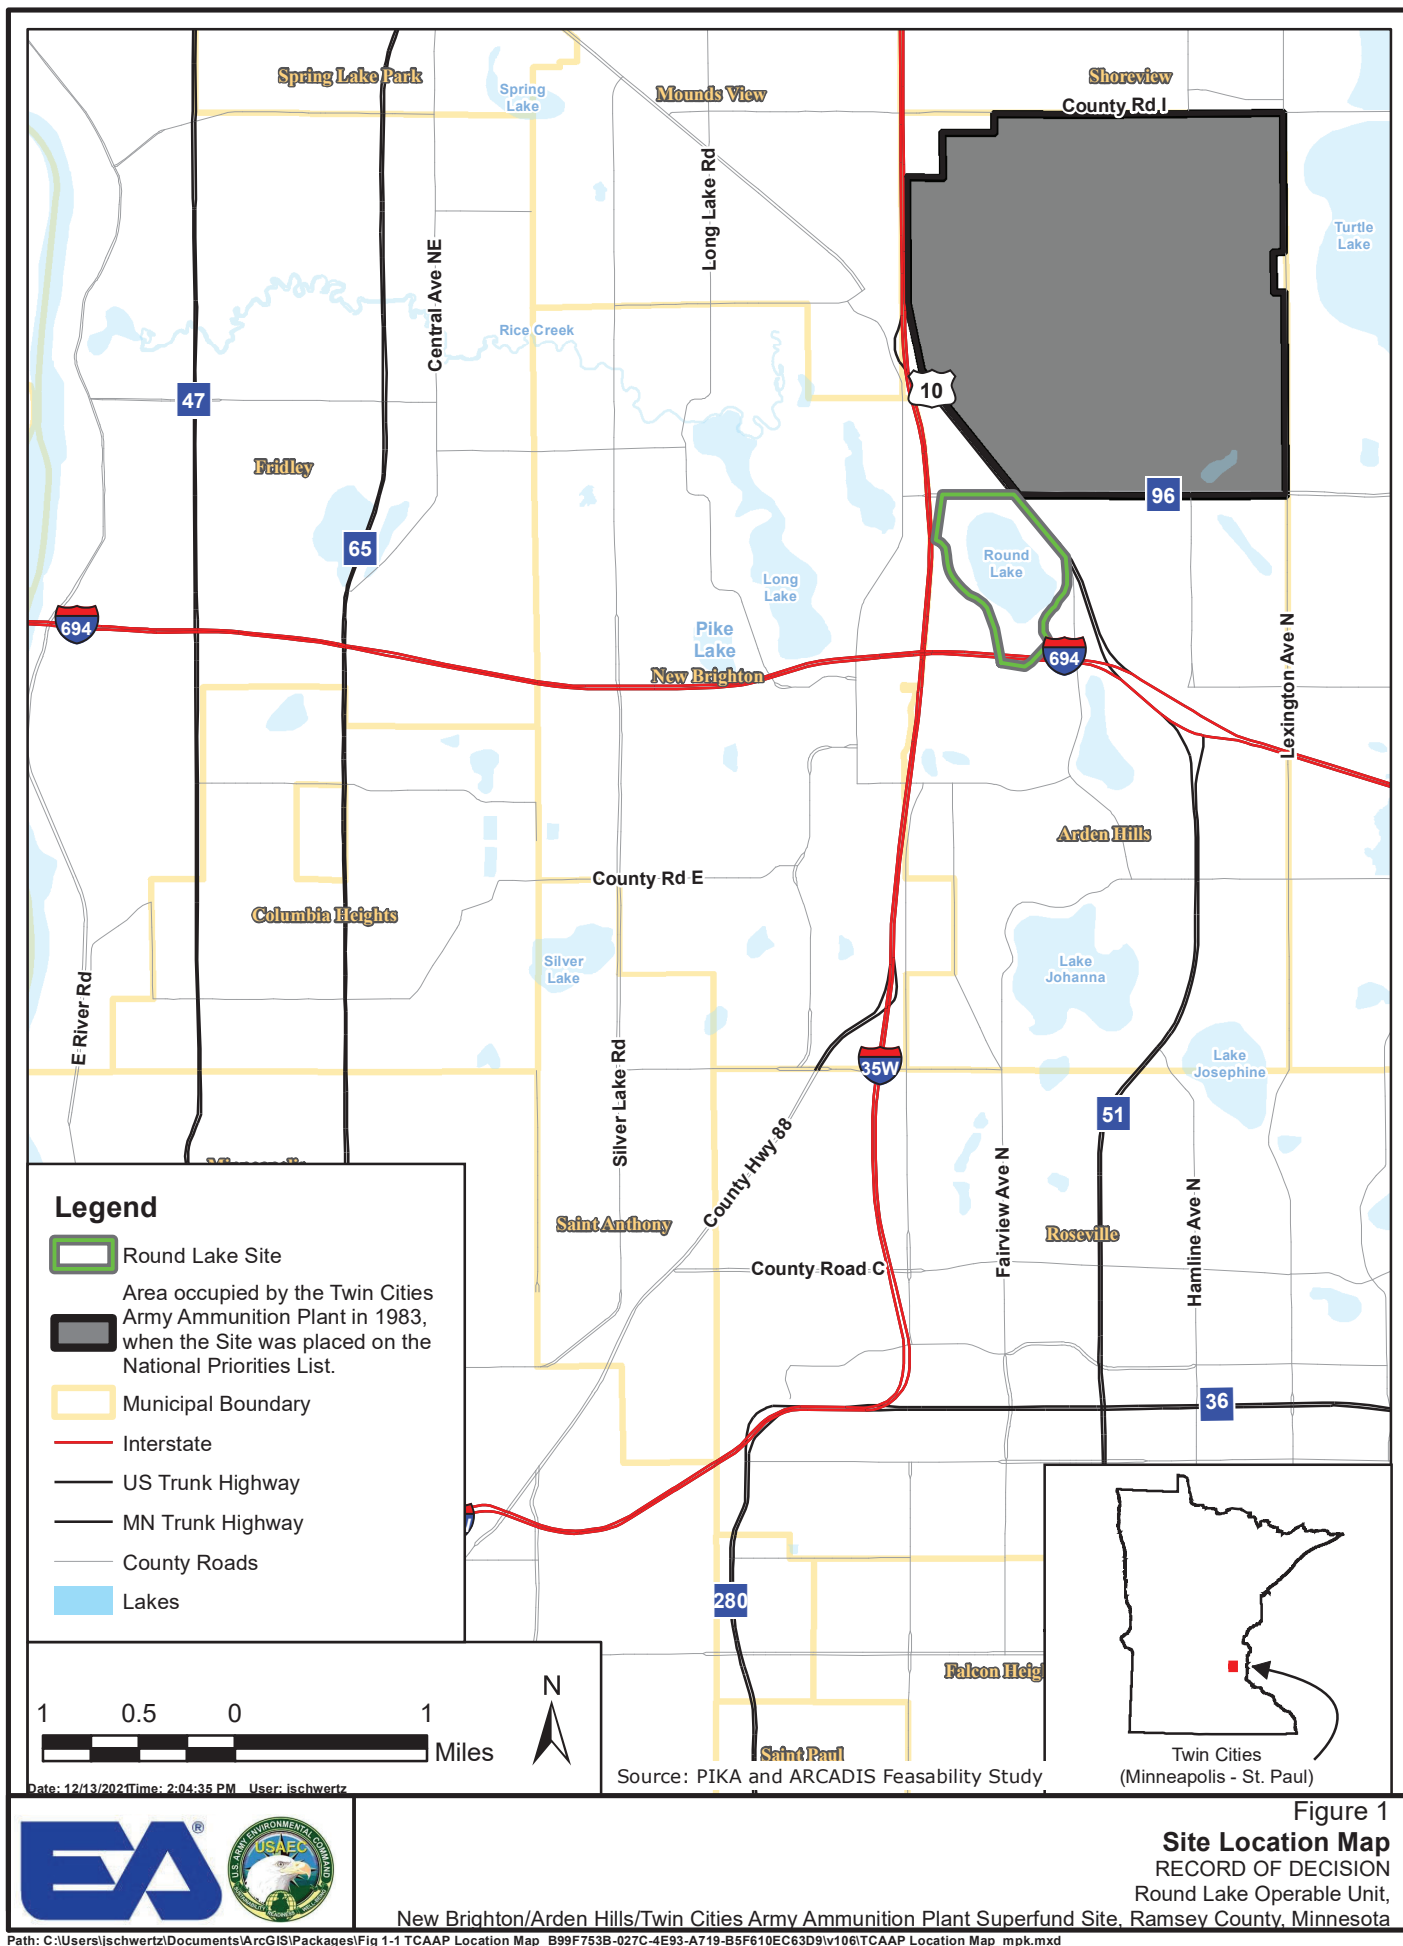 Spring Lake Park
Spring
Lake
Mounds View
Shoreview
County Rd I
Long Lake Rd
Turtle
Lake
Central Ave NE
Rice Creek
47
10
Fridley
96
65
Round
Lake
Long
Lake
694
Pike
Lake
694
New Brighton
Lexington Ave N
Arden Hills
County Rd E
Columbia Heights
Silver
Lake
Lake
Johanna
E River Rd
35W
Lake
Josephine
Silver Lake Rd
51
County Hwy 88
Fairview Ave N
Hamline Ave N
Saint Anthony
Roseville
County Road C
36
280
Falcon Heig
Saint Paul
Legend
Round Lake Site
Area occupied by the Twin Cities
Army Ammunition Plant in 1983,
when the Site was placed on the
National Priorities List.
Municipal Boundary
Interstate
US Trunk Highway
MN Trunk Highway
County Roads
Lakes
1 0.5 0 1
Miles
N
Date: 12/13/2021Time: 2:04:35 PM User: jschwertz
Source: PIKA and ARCADIS Feasability Study
Twin Cities
(Minneapolis - St. Paul)
EA®
U.S. ARMY ENVIRONMENTAL COMMAND
USAEC
Figure 1
Site Location Map
RECORD OF DECISION
Round Lake Operable Unit,
New Brighton/Arden Hills/Twin Cities Army Ammunition Plant Superfund Site, Ramsey County, Minnesota
Path: C:\Users\jschwertz\Documents\ArcGIS\Packages\Fig 1-1 TCAAP Location Map_B99F753B-027C-4E93-A719-B5F610EC63D9\v106\TCAAP Location Map_mpk.mxd